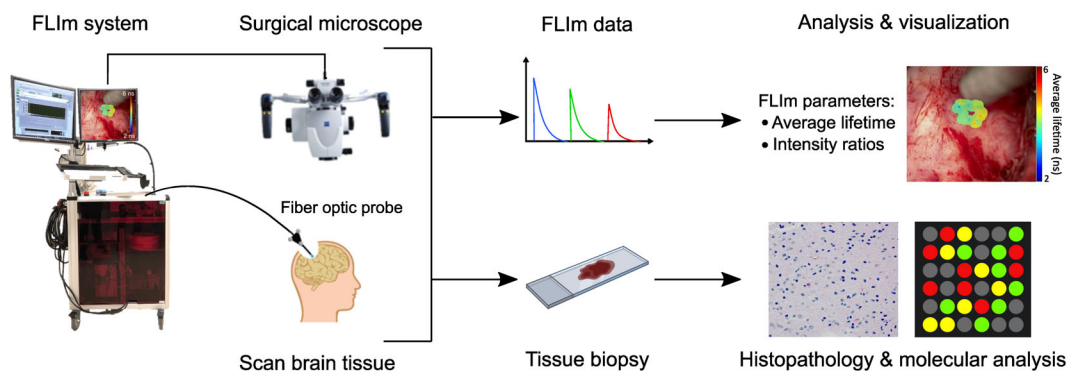 FLIm system
Surgical microscope
FLIm data
Analysis & visualization
6 ns
2 ns
Fiber optic probe
FLIm parameters:
• Average lifetime
• Intensity ratios
6
Average lifetime (ns)
2
Scan brain tissue
Tissue biopsy
Histopathology & molecular analysis